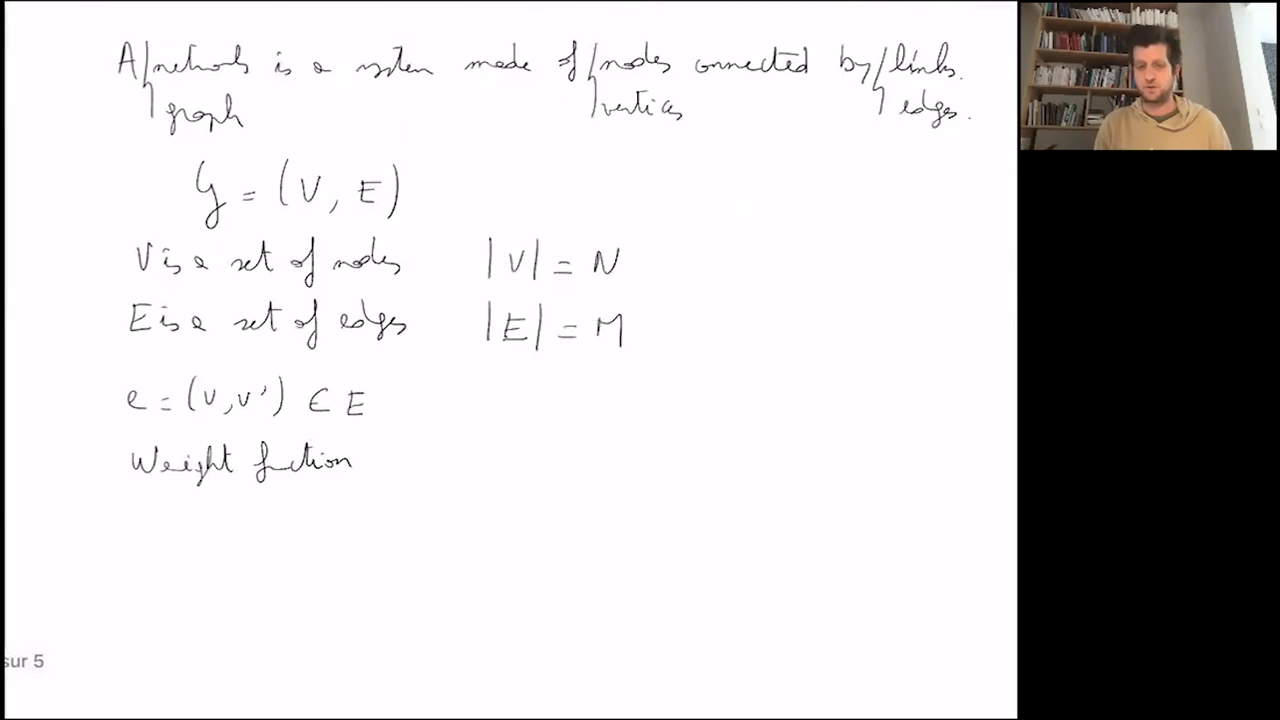 A/network is a system made of/nodes connected by/links.
graph vertices edges.
G = (V, E)
V is a set of nodes |V| = N
E is a set of edges |E| = M
e = (v, v') ∈ E
Weight function
sur 5